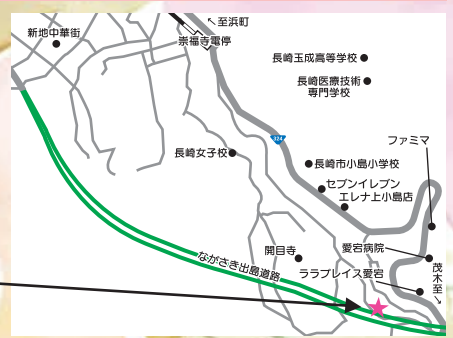 ↖至浜町
新地中華街
崇福寺電停
長崎玉成高等学校
長崎医療技術
専門学校
324
ファミマ
長崎女子校
長崎市小島小学校
セブンイレブン
エレナ上小島店
開目寺
愛宕病院
ララプレイス愛宕
茂木至↘
ながさき出島道路